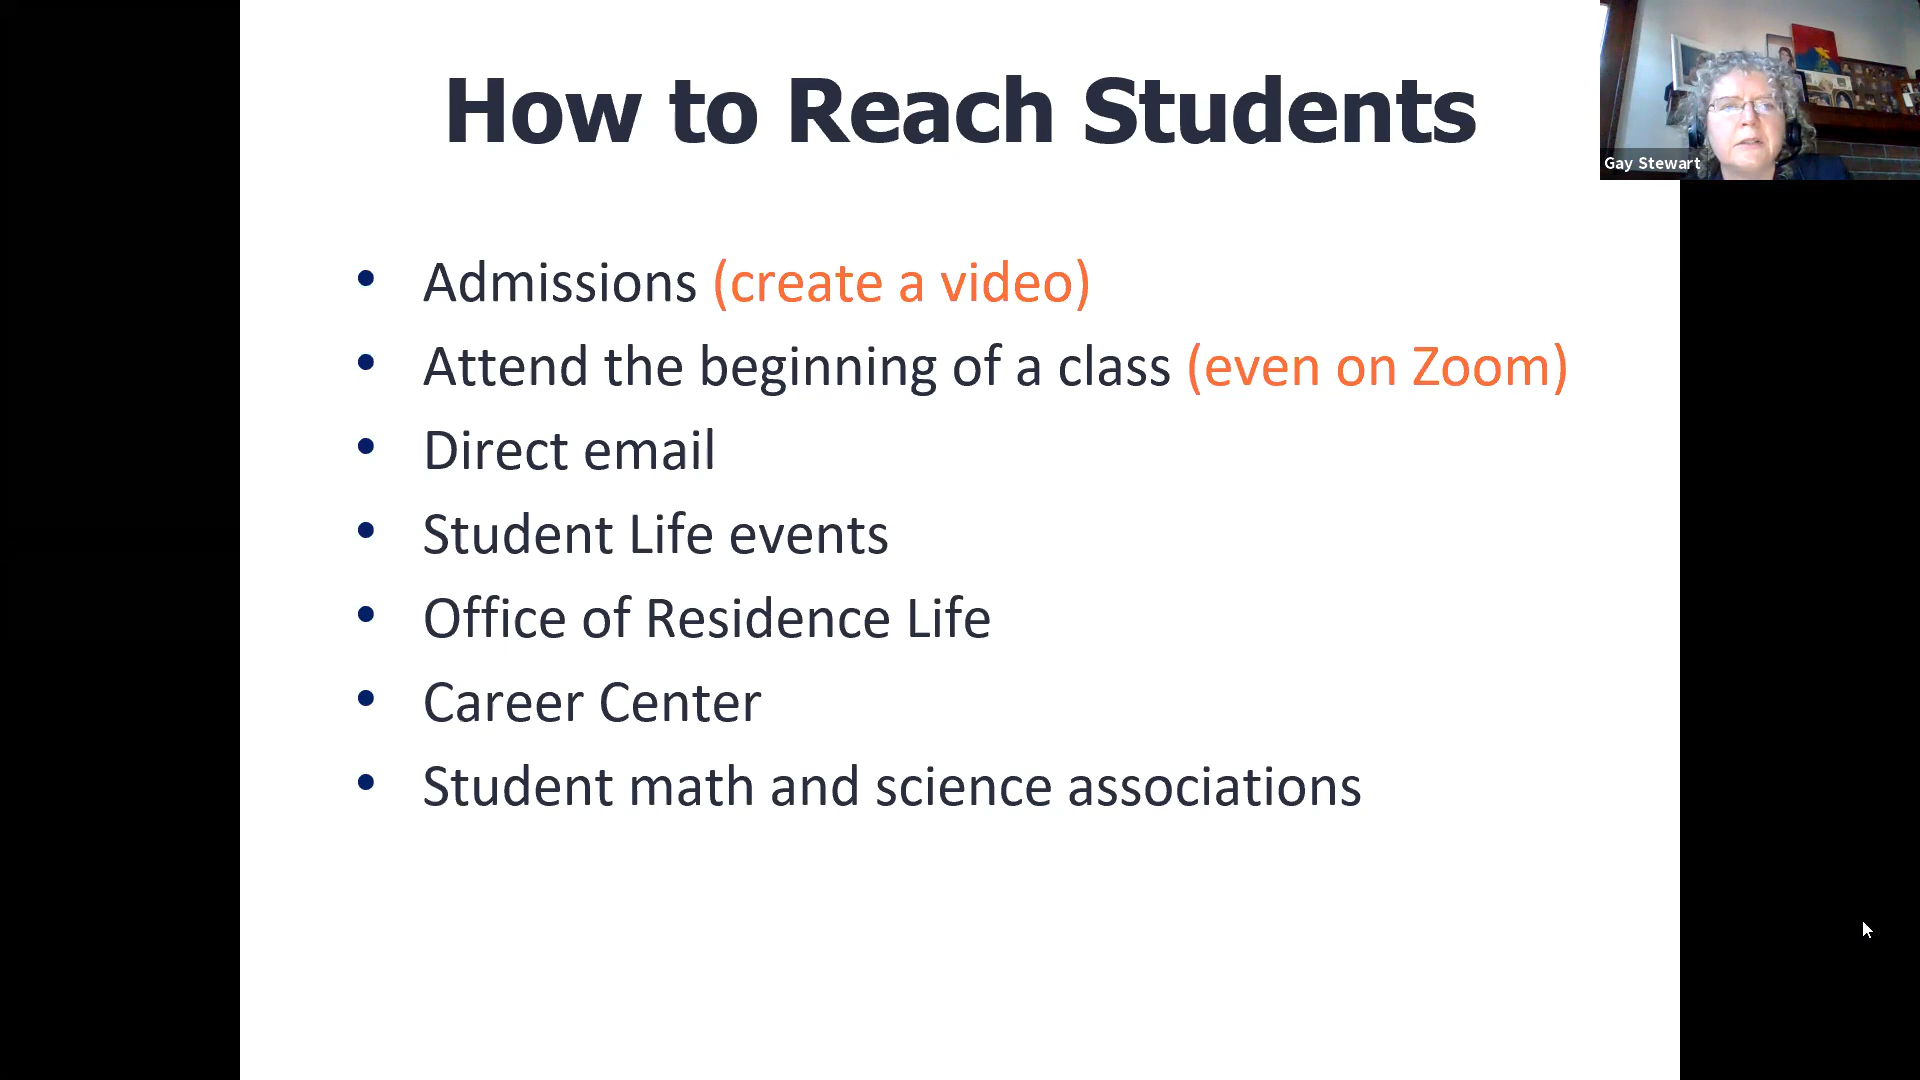 How to Reach Students
Gay Stewart
• Admissions (create a video)
• Attend the beginning of a class (even on Zoom)
• Direct email
• Student Life events
• Office of Residence Life
• Career Center
• Student math and science associations